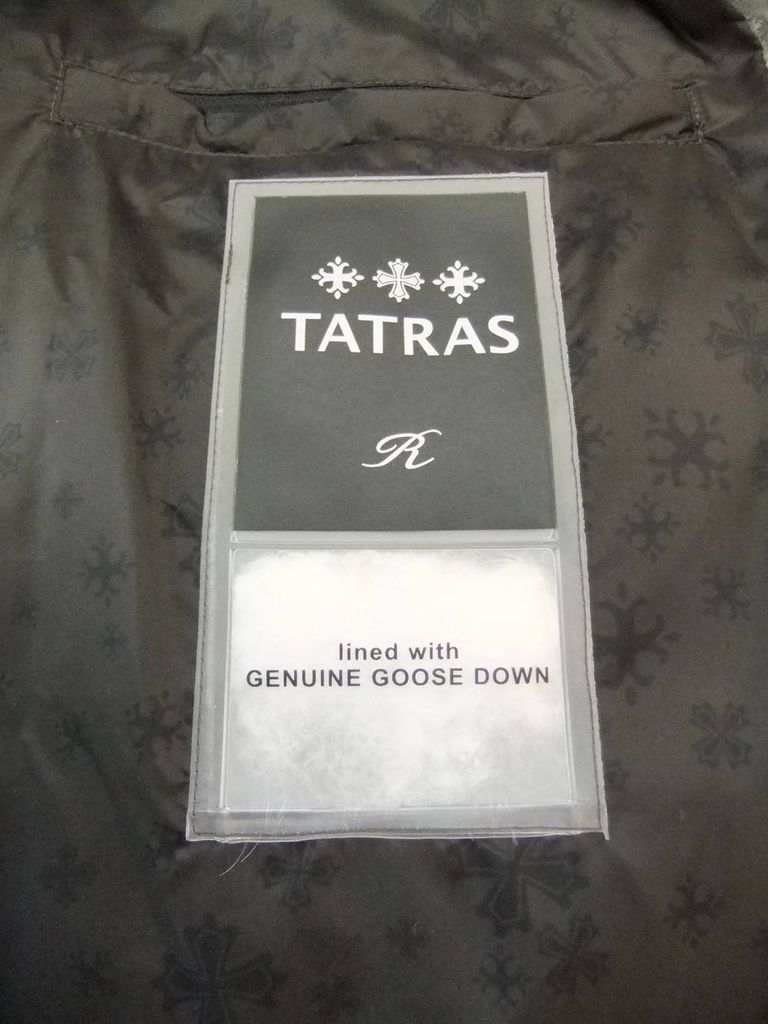 TATRAS
R
lined with
GENUINE GOOSE DOWN